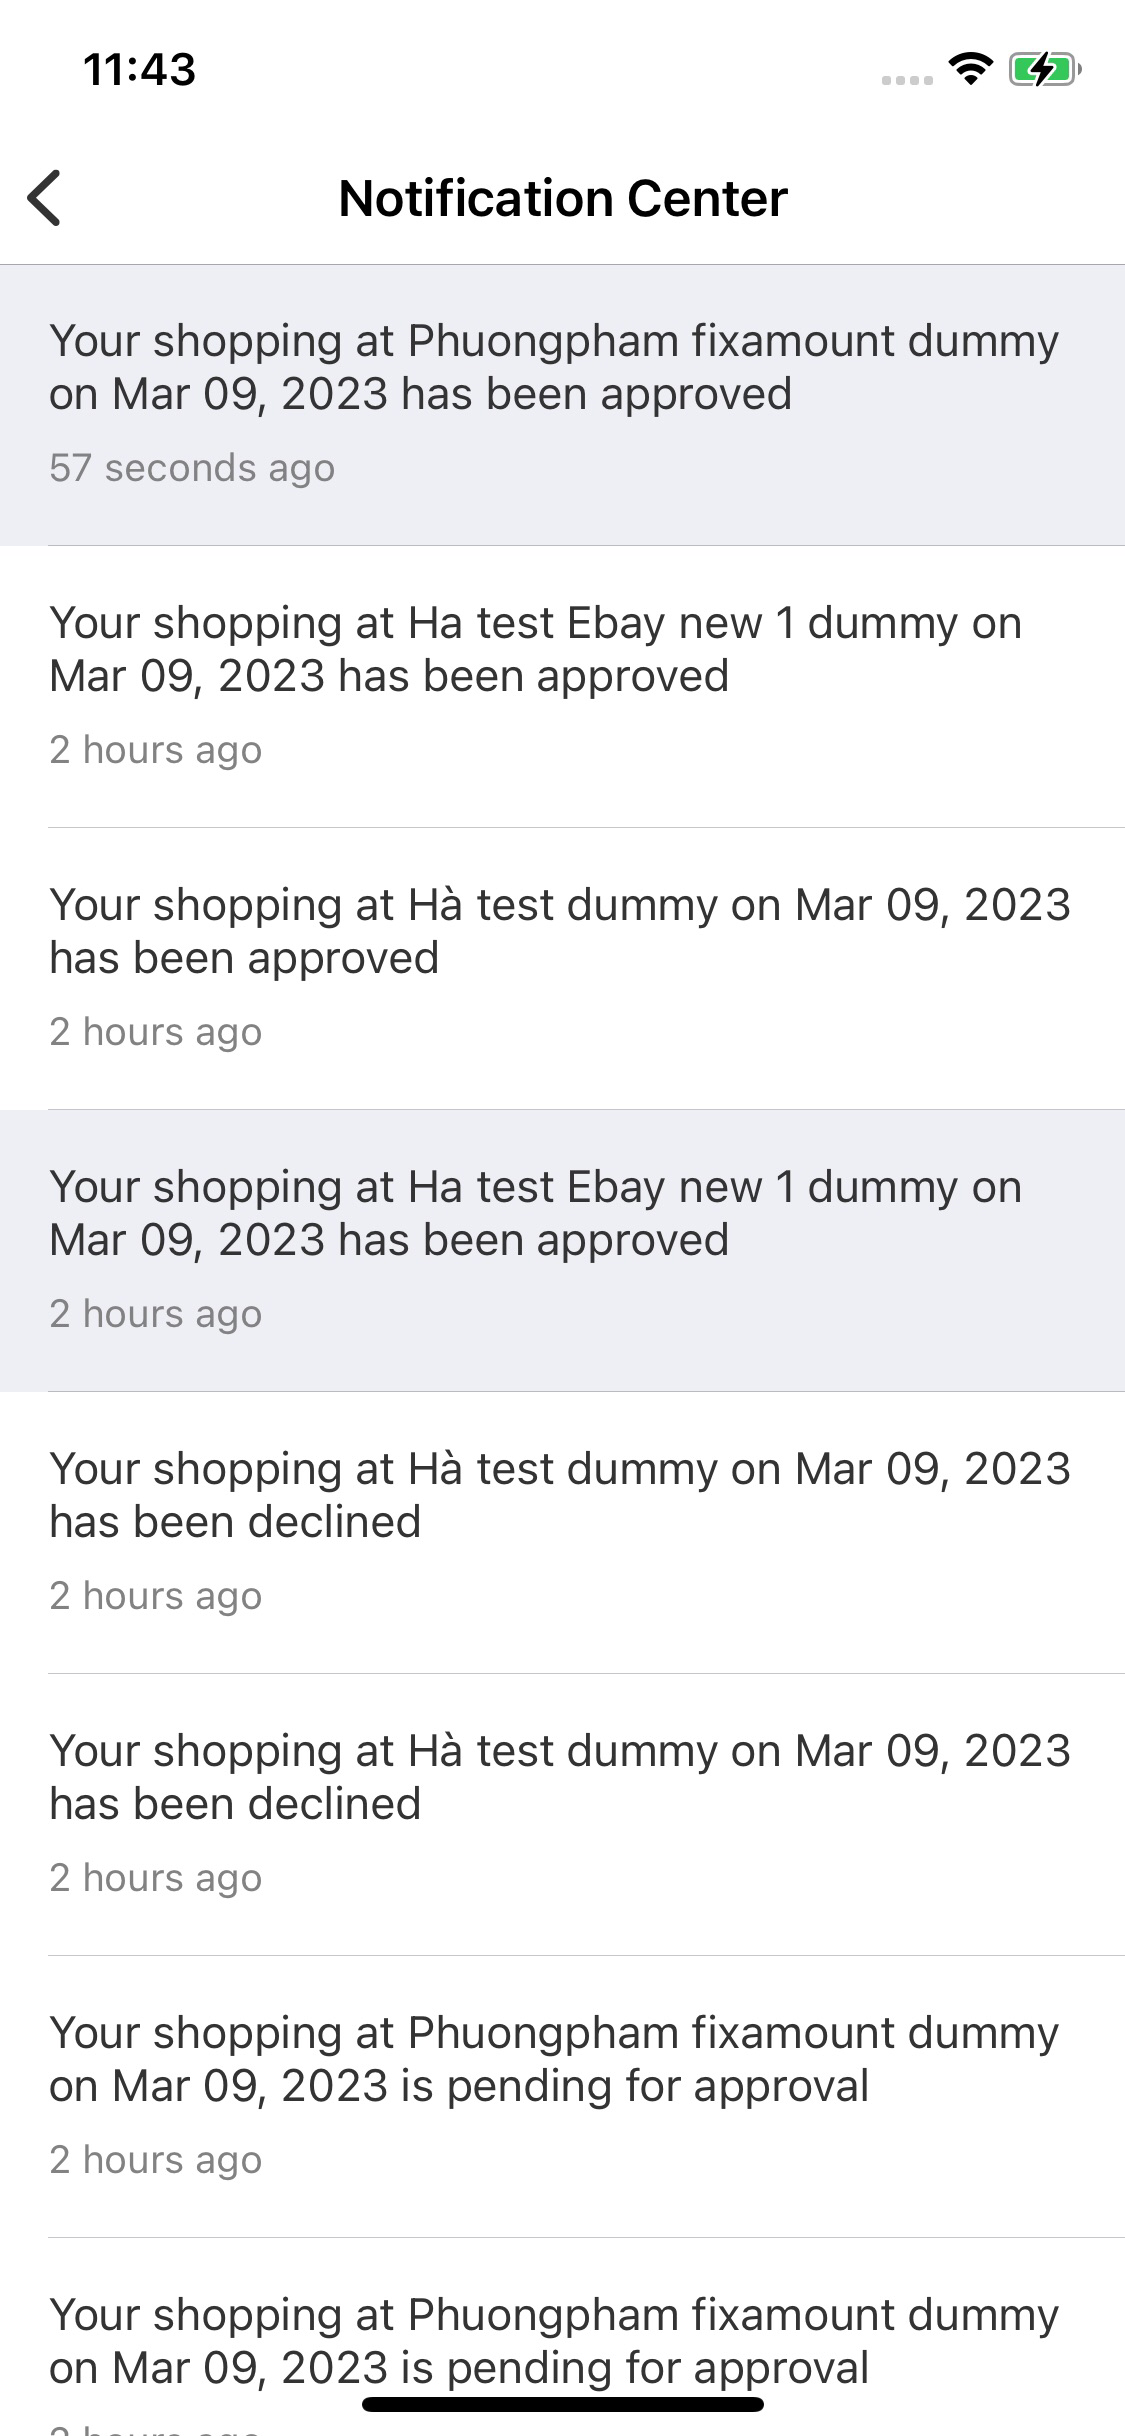 11:43
Notification Center
Your shopping at Phuongpham fixamount dummy
on Mar 09, 2023 has been approved
57 seconds ago
Your shopping at Ha test Ebay new 1 dummy on
Mar 09, 2023 has been approved
2 hours ago
Your shopping at Hà test dummy on Mar 09, 2023
has been approved
2 hours ago
Your shopping at Ha test Ebay new 1 dummy on
Mar 09, 2023 has been approved
2 hours ago
Your shopping at Hà test dummy on Mar 09, 2023
has been declined
2 hours ago
Your shopping at Hà test dummy on Mar 09, 2023
has been declined
2 hours ago
Your shopping at Phuongpham fixamount dummy
on Mar 09, 2023 is pending for approval
2 hours ago
Your shopping at Phuongpham fixamount dummy
on Mar 09, 2023 is pending for approval